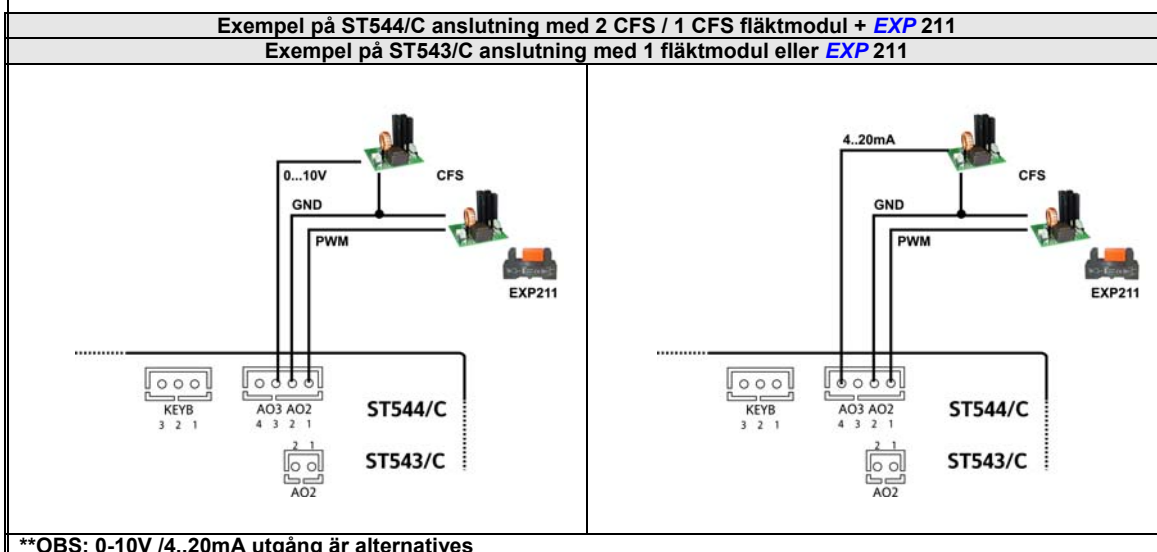 Exempel på ST544/C anslutning med 2 CFS / 1 CFS fläktmodul + EXP 211
Exempel på ST543/C anslutning med 1 fläktmodul eller EXP 211
0...10V
CFS
GND
PWM
EXP211
KEYB
3 2 1
AO3 AO2
4 3 2 1
ST544/C
2 1
AO2
ST543/C
4..20mA
CFS
GND
PWM
EXP211
KEYB
3 2 1
AO3 AO2
4 3 2 1
ST544/C
2 1
AO2
ST543/C
**OBS: 0-10V /4..20mA utgång är alternatives